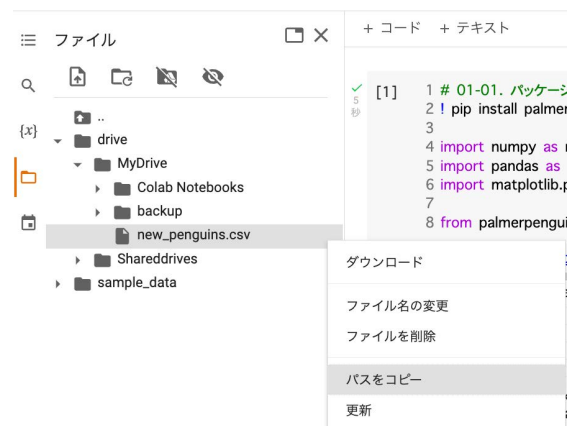 ファイル
{x}
..
drive
MyDrive
Colab Notebooks
backup
new_penguins.csv
Shareddrives
sample_data
+ コード + テキスト
[1]
5
秒
1 # 01-01. パッケージ
2 ! pip install palmer
3
4 import numpy as
5 import pandas as
6 import matplotlib.p
7
8 from palmerpengui
ダウンロード
ファイル名の変更
ファイルを削除
パスをコピー
更新